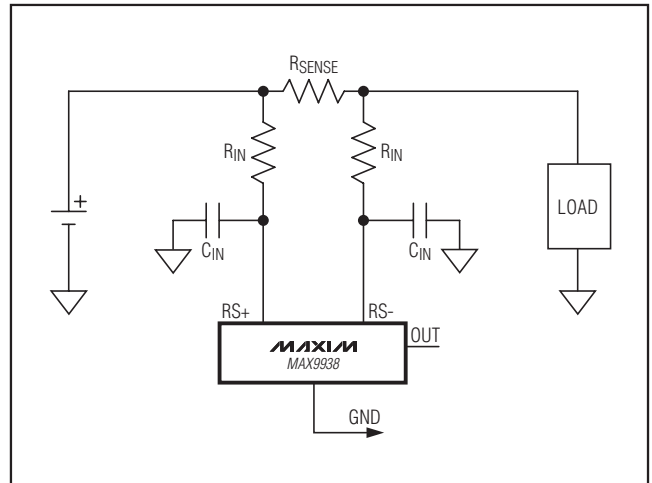 RSENSE
RIN
RIN
+
LOAD
CIN
CIN
RS+
RS-
MAXIM
MAX9938
OUT
GND